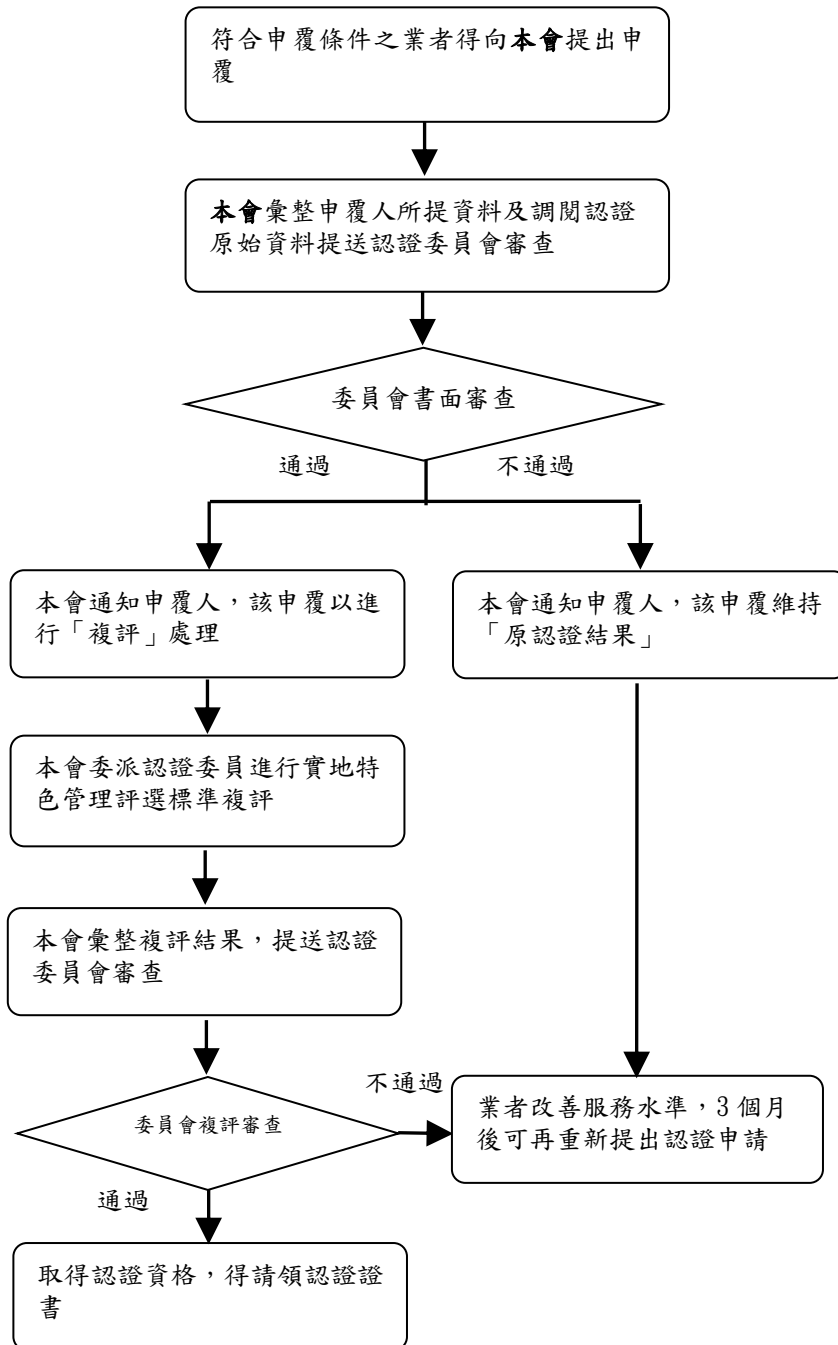 符合申覆條件之業者得向本會提出申
覆
本會彙整申覆人所提資料及調閱認證
原始資料提送認證委員會審查
委員會書面審查
通過
不通過
本會通知申覆人，該申覆以進
行「複評」處理
本會通知申覆人，該申覆維持
「原認證結果」
本會委派認證委員進行實地特
色管理評選標準複評
本會彙整複評結果，提送認證
委員會審查
委員會複評審查
不通過
業者改善服務水準，3 個月
後可再重新提出認證申請
通過
取得認證資格，得請領認證證
書